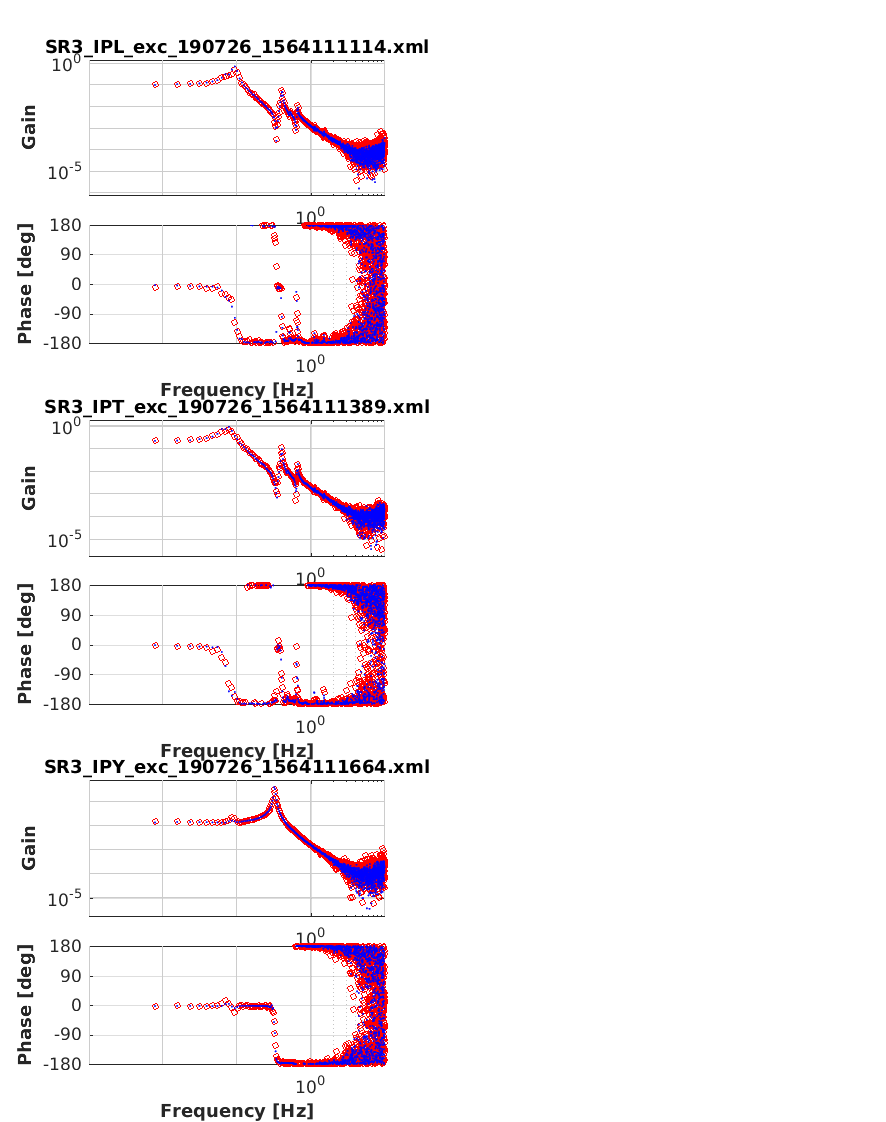 SR3_IPL_exc_190726_1564111114.xml
10^0
Gain
10^-5
10^0
180
90
0
-90
-180
Phase [deg]
10^0
Frequency [Hz]
SR3_IPT_exc_190726_1564111389.xml
10^0
Gain
10^-5
10^0
180
90
0
-90
-180
Phase [deg]
10^0
Frequency [Hz]
SR3_IPY_exc_190726_1564111664.xml
Gain
10^-5
10^0
180
90
0
-90
-180
Phase [deg]
10^0
Frequency [Hz]